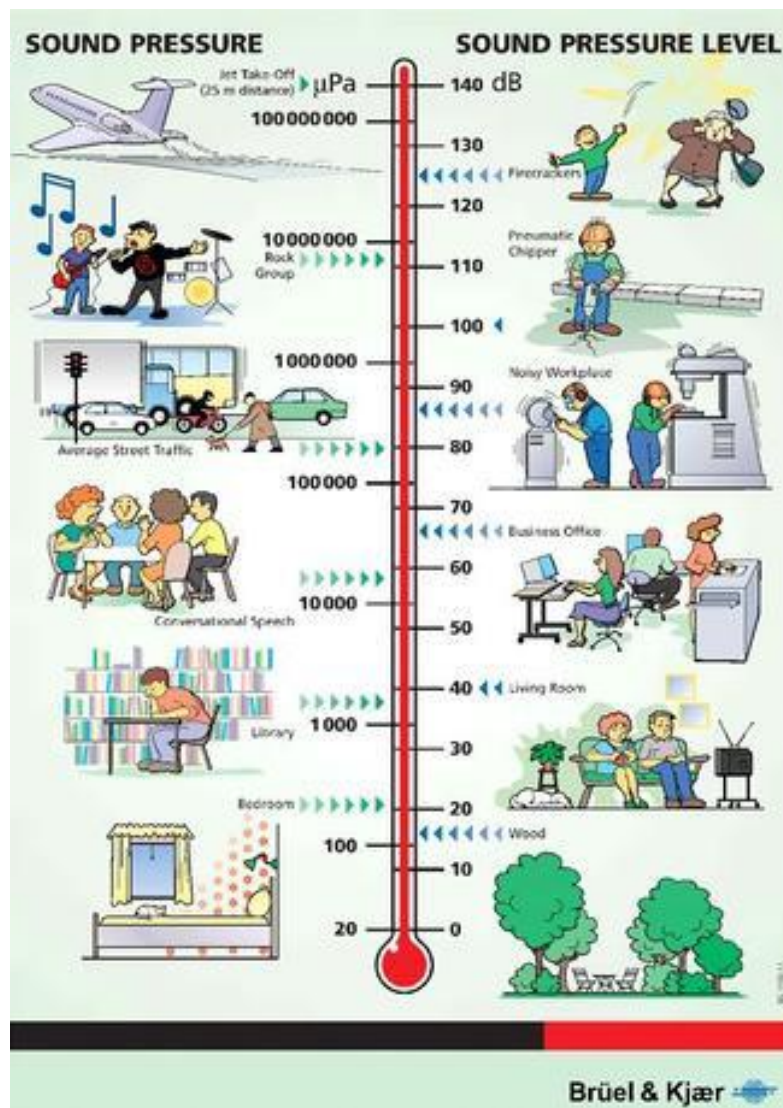 SOUND PRESSURE
SOUND PRESSURE LEVEL
Jet Take-Off
(25 m distance)
µPa
140 dB
100 000 000
130
Firecrackers
120
10 000 000
Pneumatic
Chipper
Rock
Group
110
100
1 000 000
90
Noisy Workplace
80
Average Street Traffic
100 000
70
Business Office
60
10 000
50
Conversational Speech
40
Living Room
1 000
Library
30
Bedroom
20
Wood
100
10
20
0
Brüel & Kjær